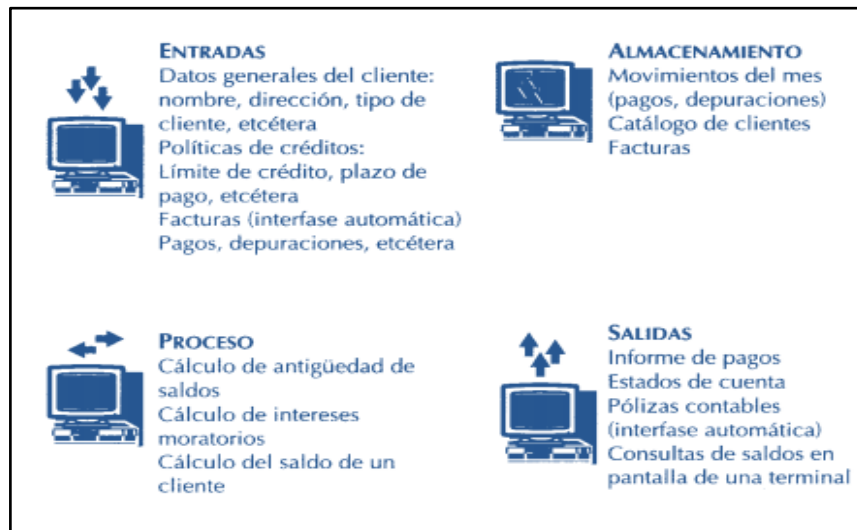 ENTRADAS
Datos generales del cliente:
nombre, dirección, tipo de
cliente, etcétera
Políticas de créditos:
Límite de crédito, plazo de
pago, etcétera
Facturas (interfase automática)
Pagos, depuraciones, etcétera
ALMACENAMIENTO
Movimientos del mes
(pagos, depuraciones)
Catálogo de clientes
Facturas
PROCESO
Cálculo de antigüedad de
saldos
Cálculo de intereses
moratorios
Cálculo del saldo de un
cliente
SALIDAS
Informe de pagos
Estados de cuenta
Pólizas contables
(interfase automática)
Consultas de saldos en
pantalla de una terminal